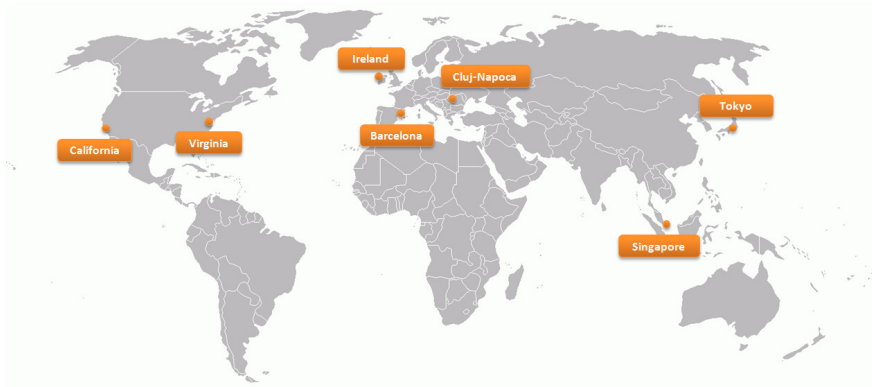 Ireland
Cluj-Napoca
Tokyo
Barcelona
Virginia
California
Singapore